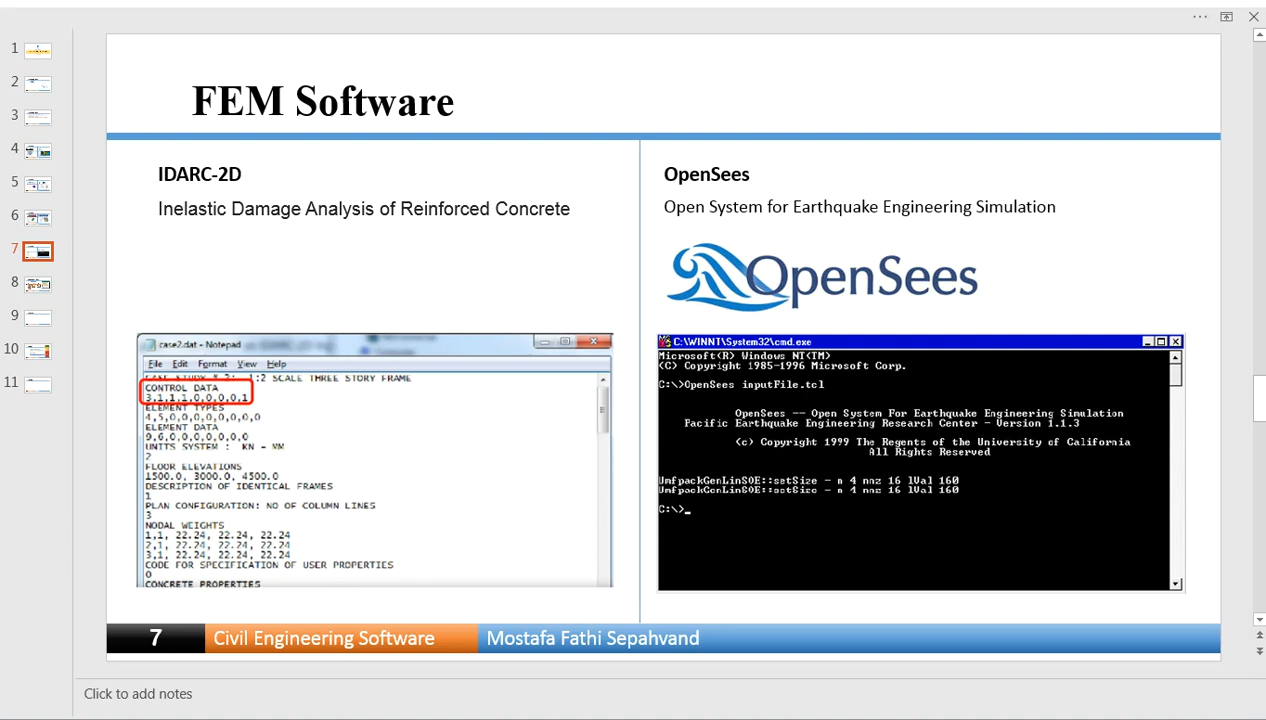 1
2
3
4
5
6
7
8
9
10
11
FEM Software
IDARC-2D
Inelastic Damage Analysis of Reinforced Concrete
case2.dat - Notepad
File Edit Format View Help
CASE STUDY # 2: 1:2 SCALE THREE STORY FRAME
CONTROL DATA
3,1,1,1,0,0,0,0,1
ELEMENT TYPES
4,5,0,0,0,0,0,0,0
ELEMENT DATA
9,6,0,0,0,0,0,0
UNITS SYSTEM : KN - MM
2
FLOOR ELEVATIONS
1500.0, 3000.0, 4500.0
DESCRIPTION OF IDENTICAL FRAMES
1
PLAN CONFIGURATION: NO OF COLUMN LINES
3
NODAL WEIGHTS
1,1, 22.24, 22.24, 22.24
2,1, 22.24, 22.24, 22.24
3,1, 22.24, 22.24, 22.24
CODE FOR SPECIFICATION OF USER PROPERTIES
0
CONCRETE PROPERTIES
OpenSees
Open System for Earthquake Engineering Simulation
OpenSees
C:\WINNT\System32\cmd.exe
Microsoft(R) Windows NT(TM)
(C) Copyright 1985-1996 Microsoft Corp.
C:\>OpenSees inputFile.tcl
OpenSees -- Open System For Earthquake Engineering Simulation
Pacific Earthquake Engineering Research Center - Version 1.1.3
(c) Copyright 1999 The Regents of the University of California
All Rights Reserved
UmfpackGenLinSOE::setSize - n 4 nnz 16 lVal 160
UmfpackGenLinSOE::setSize - n 4 nnz 16 lVal 160
C:\>_
7 Civil Engineering Software Mostafa Fathi Sepahvand
Click to add notes